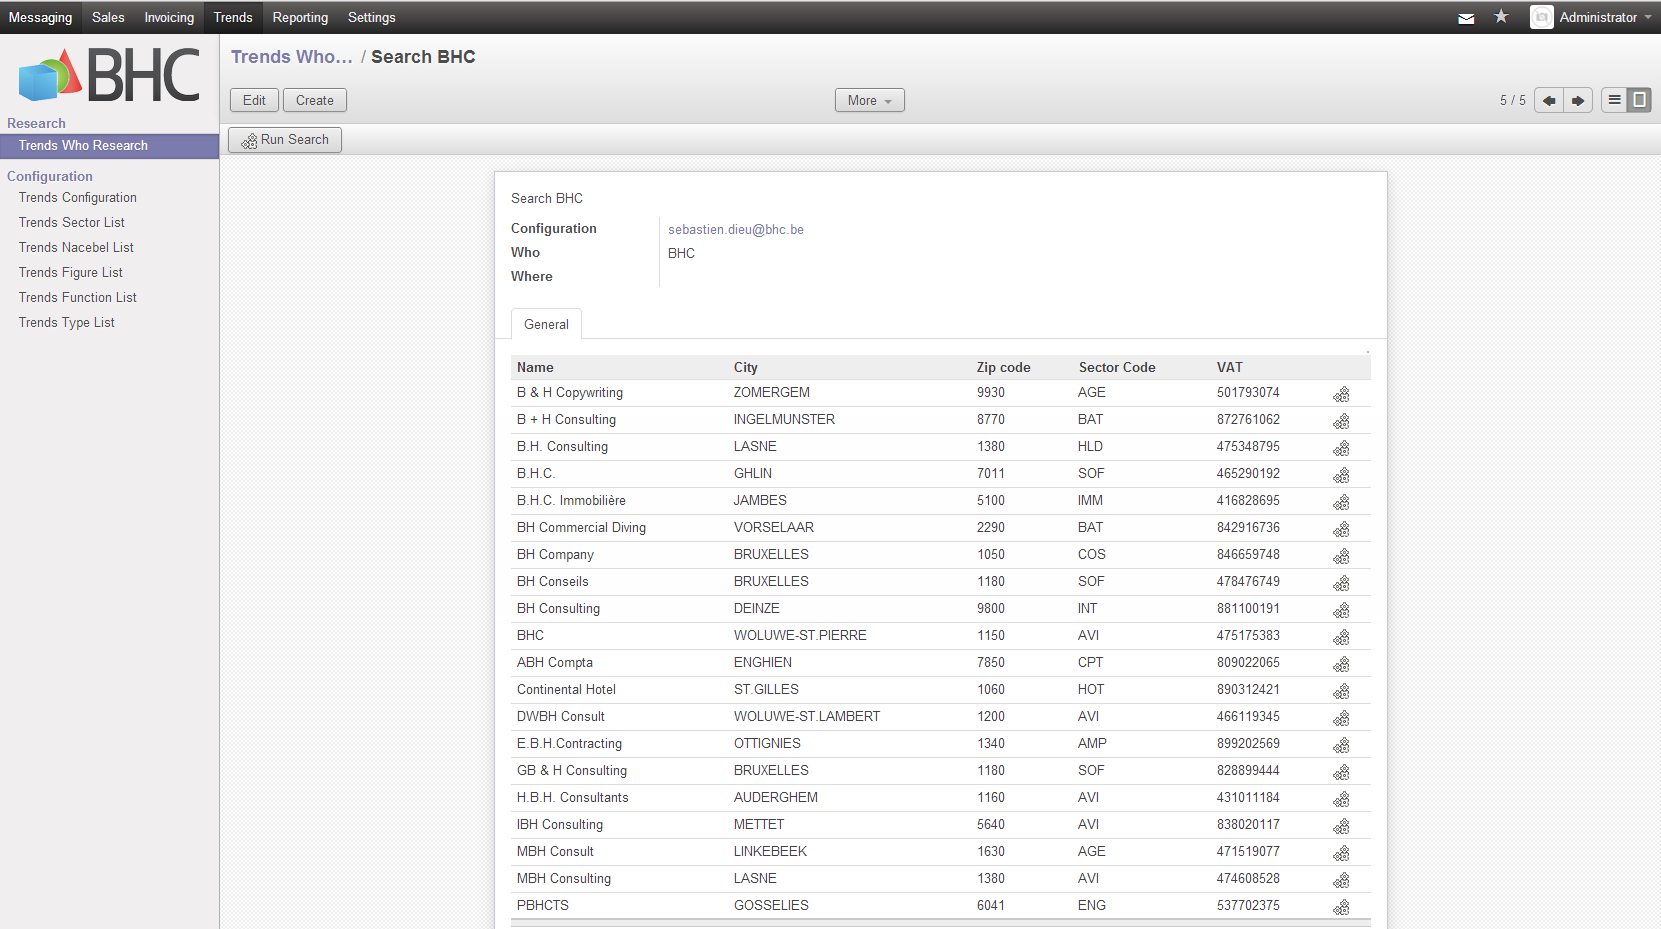 Messaging Sales Invoicing Trends Reporting Settings Administrator
BHC
Trends Who... / Search BHC
Edit Create More 5 / 5
Run Search
Research
Trends Who Research
Configuration
Trends Configuration
Trends Sector List
Trends Nacebel List
Trends Figure List
Trends Function List
Trends Type List
Search BHC
Configuration sebastien.dieu@bhc.be
Who BHC
Where
General
Name City Zip code Sector Code VAT
B & H Copywriting ZOMERGEM 9930 AGE 501793074
B + H Consulting INGELMUNSTER 8770 BAT 872761062
B.H. Consulting LASNE 1380 HLD 475348795
B.H.C. GHLIN 7011 SOF 465290192
B.H.C. Immobilière JAMBES 5100 IMM 416828695
BH Commercial Diving VORSELAAR 2290 BAT 842916736
BH Company BRUXELLES 1050 COS 846659748
BH Conseils BRUXELLES 1180 SOF 478476749
BH Consulting DEINZE 9800 INT 881100191
BHC WOLUWE-ST.PIERRE 1150 AVI 475175383
ABH Compta ENGHIEN 7850 CPT 809022065
Continental Hotel ST.GILLES 1060 HOT 890312421
DWBH Consult WOLUWE-ST.LAMBERT 1200 AVI 466119345
E.B.H.Contracting OTTIGNIES 1340 AMP 899202569
GB & H Consulting BRUXELLES 1180 SOF 828899444
H.B.H. Consultants AUDERGHEM 1160 AVI 431011184
IBH Consulting METTET 5640 AVI 838020117
MBH Consult LINKEBEEK 1630 AGE 471519077
MBH Consulting LASNE 1380 AVI 474608528
PBHCTS GOSSELIES 6041 ENG 537702375